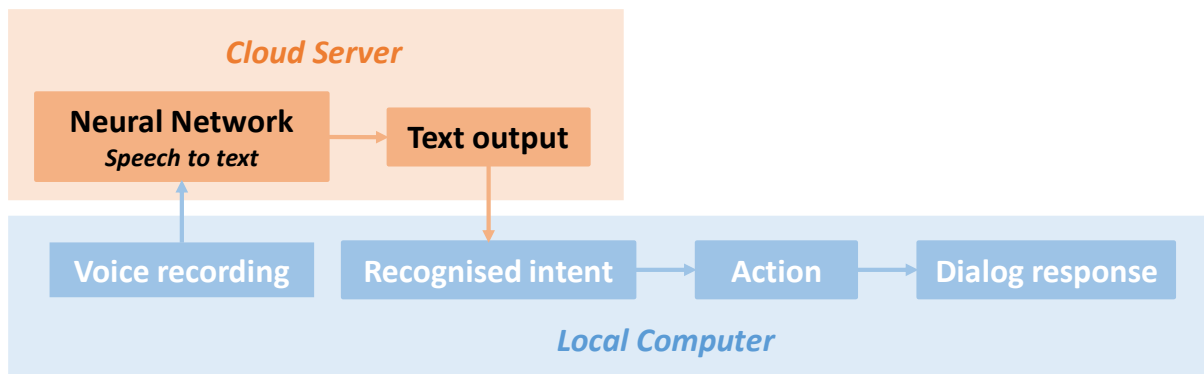 Cloud Server
Neural Network
Speech to text
Text output
Voice recording
Recognised intent
Action
Dialog response
Local Computer